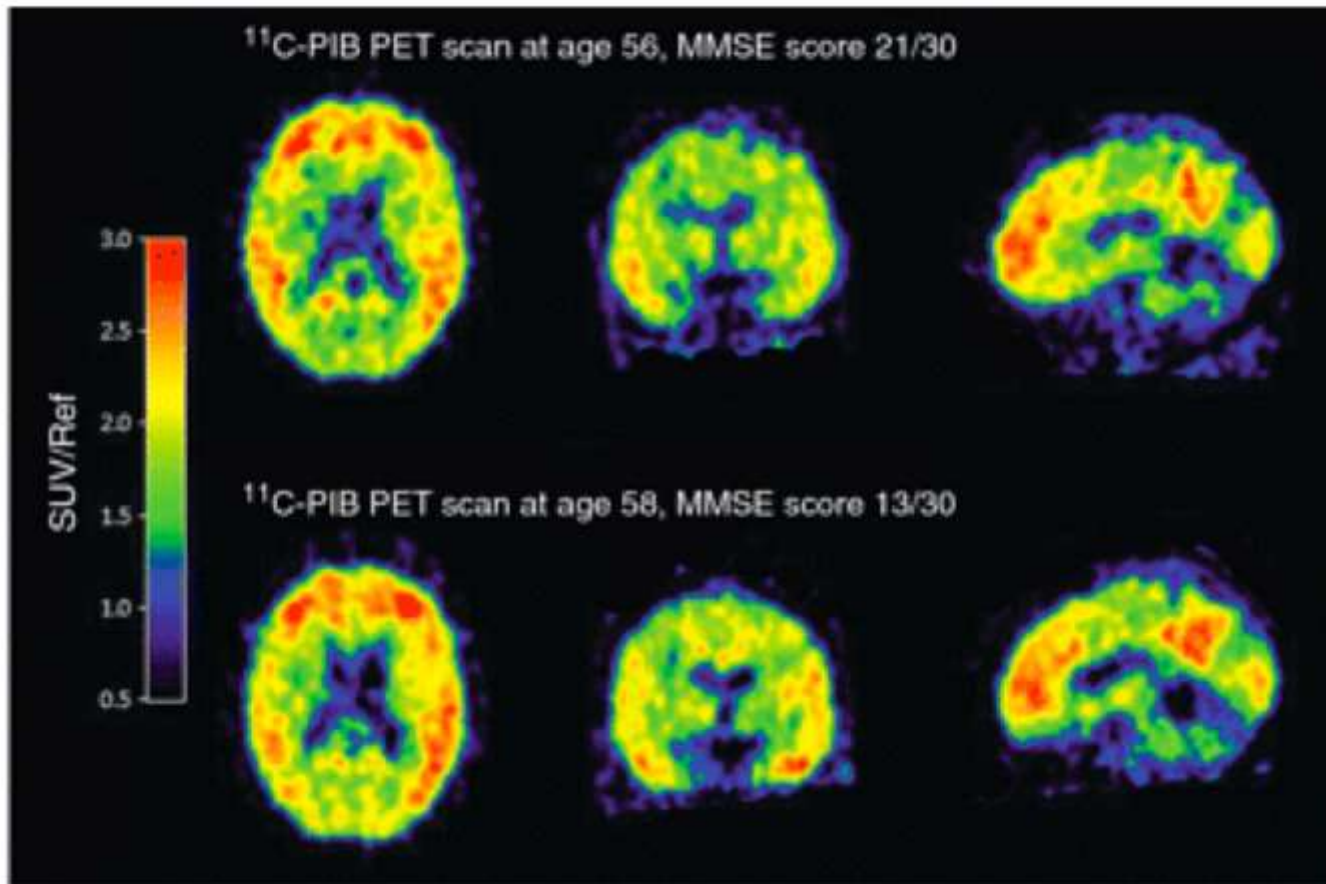 ¹¹C-PIB PET scan at age 56, MMSE score 21/30
3.0
2.5
2.0
1.5
1.0
0.5
SUV/Ref
¹¹C-PIB PET scan at age 58, MMSE score 13/30